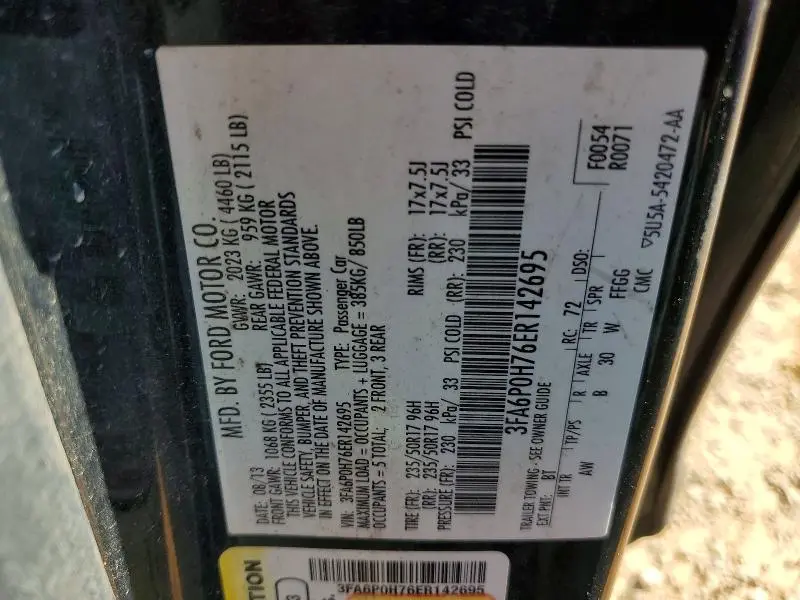 MFD. BY FORD MOTOR CO.
DATE: 08/13 GVWR: 2023 KG ( 4460 LB)
FRONT GAWR: 1068 KG ( 2355 LB) REAR GAWR: 959 KG ( 2115 LB)
THIS VEHICLE CONFORMS TO ALL APPLICABLE FEDERAL MOTOR
VEHICLE SAFETY, BUMPER, AND THEFT PREVENTION STANDARDS
IN EFFECT ON THE DATE OF MANUFACTURE SHOWN ABOVE.
VIN: 3FA6P0H76ER142695 TYPE: Passenger Car
MAXIMUM LOAD = OCCUPANTS + LUGGAGE = 385KG/ 850LB
OCCUPANTS = 5 TOTAL; 2 FRONT, 3 REAR
TIRE (FR): 235/50R17 96H RIMS (FR): 17x7.5J
(RR): 235/50R17 96H (RR): 17x7.5J
PRESSURE (FR): 230 kPa/ 33 PSI COLD (RR): 230 kPa/ 33 PSI COLD
3FA6P0H76ER142695
F0054
R0071
TRAILER TOWING - SEE OWNER GUIDE
EXT PNT: BT RC: 72 DSO:
INT TR TP/PS R AXLE TR SPR
AW B 30 W FFGG
CMC ▽5U5A-5420472-AA
3FA6P0H76ER142695